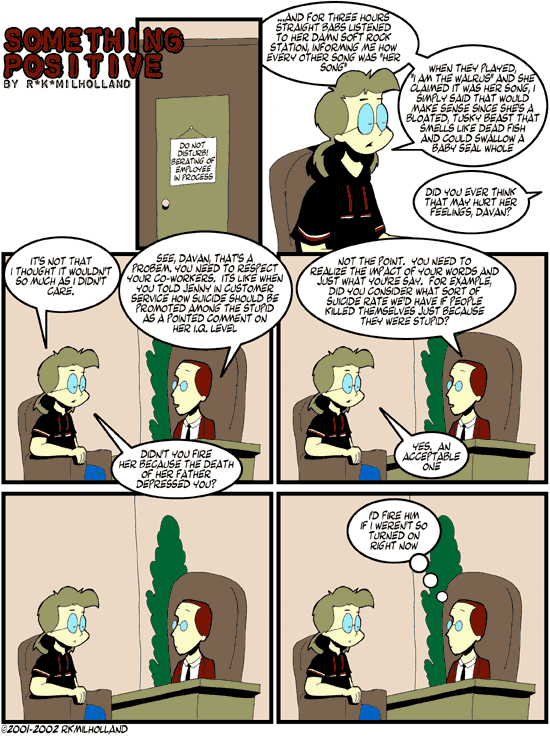 SOMETHING
POSITIVE
BY R*K*MILHOLLAND
DO NOT
DISTURB!
BERATING OF
EMPLOYEE
IN PROCESS
...AND FOR THREE HOURS
STRAIGHT BABS LISTENED
TO HER DAMN SOFT ROCK
STATION, INFORMING ME HOW
EVERY OTHER SONG WAS "HER
SONG"
WHEN THEY PLAYED,
"I AM THE WALRUS" AND SHE
CLAIMED IT WAS HER SONG, I
SIMPLY SAID THAT WOULD
MAKE SENSE SINCE SHE'S A
BLOATED, TUSKY BEAST THAT
SMELLS LIKE DEAD FISH
AND COULD SWALLOW A
BABY SEAL WHOLE
DID YOU EVER THINK
THAT MAY HURT HER
FEELINGS, DAVAN?
IT'S NOT THAT
I THOUGHT IT WOULDN'T
SO MUCH AS I DIDN'T
CARE.
SEE, DAVAN, THAT'S A
PROBEM. YOU NEED TO RESPECT
YOUR CO-WORKERS. IT'S LIKE WHEN
YOU TOLD JENNY IN CUSTOMER
SERVICE HOW SUICIDE SHOULD BE
PROMOTED AMONG THE STUPID
AS A POINTED COMMENT ON
HER I.Q. LEVEL
DIDN'T YOU FIRE
HER BECAUSE THE DEATH
OF HER FATHER
DEPRESSED YOU?
NOT THE POINT. YOU NEED TO
REALIZE THE IMPACT OF YOUR WORDS AND
JUST WHAT YOU'RE SAY. FOR EXAMPLE,
DID YOU CONSIDER WHAT SORT OF
SUICIDE RATE WE'D HAVE IF PEOPLE
KILLED THEMSELVES JUST BECAUSE
THEY WERE STUPID?
YES, AN
ACCEPTABLE
ONE
I'D FIRE HIM
IF I WEREN'T SO
TURNED ON
RIGHT NOW
©2001-2002 RKMILHOLLAND